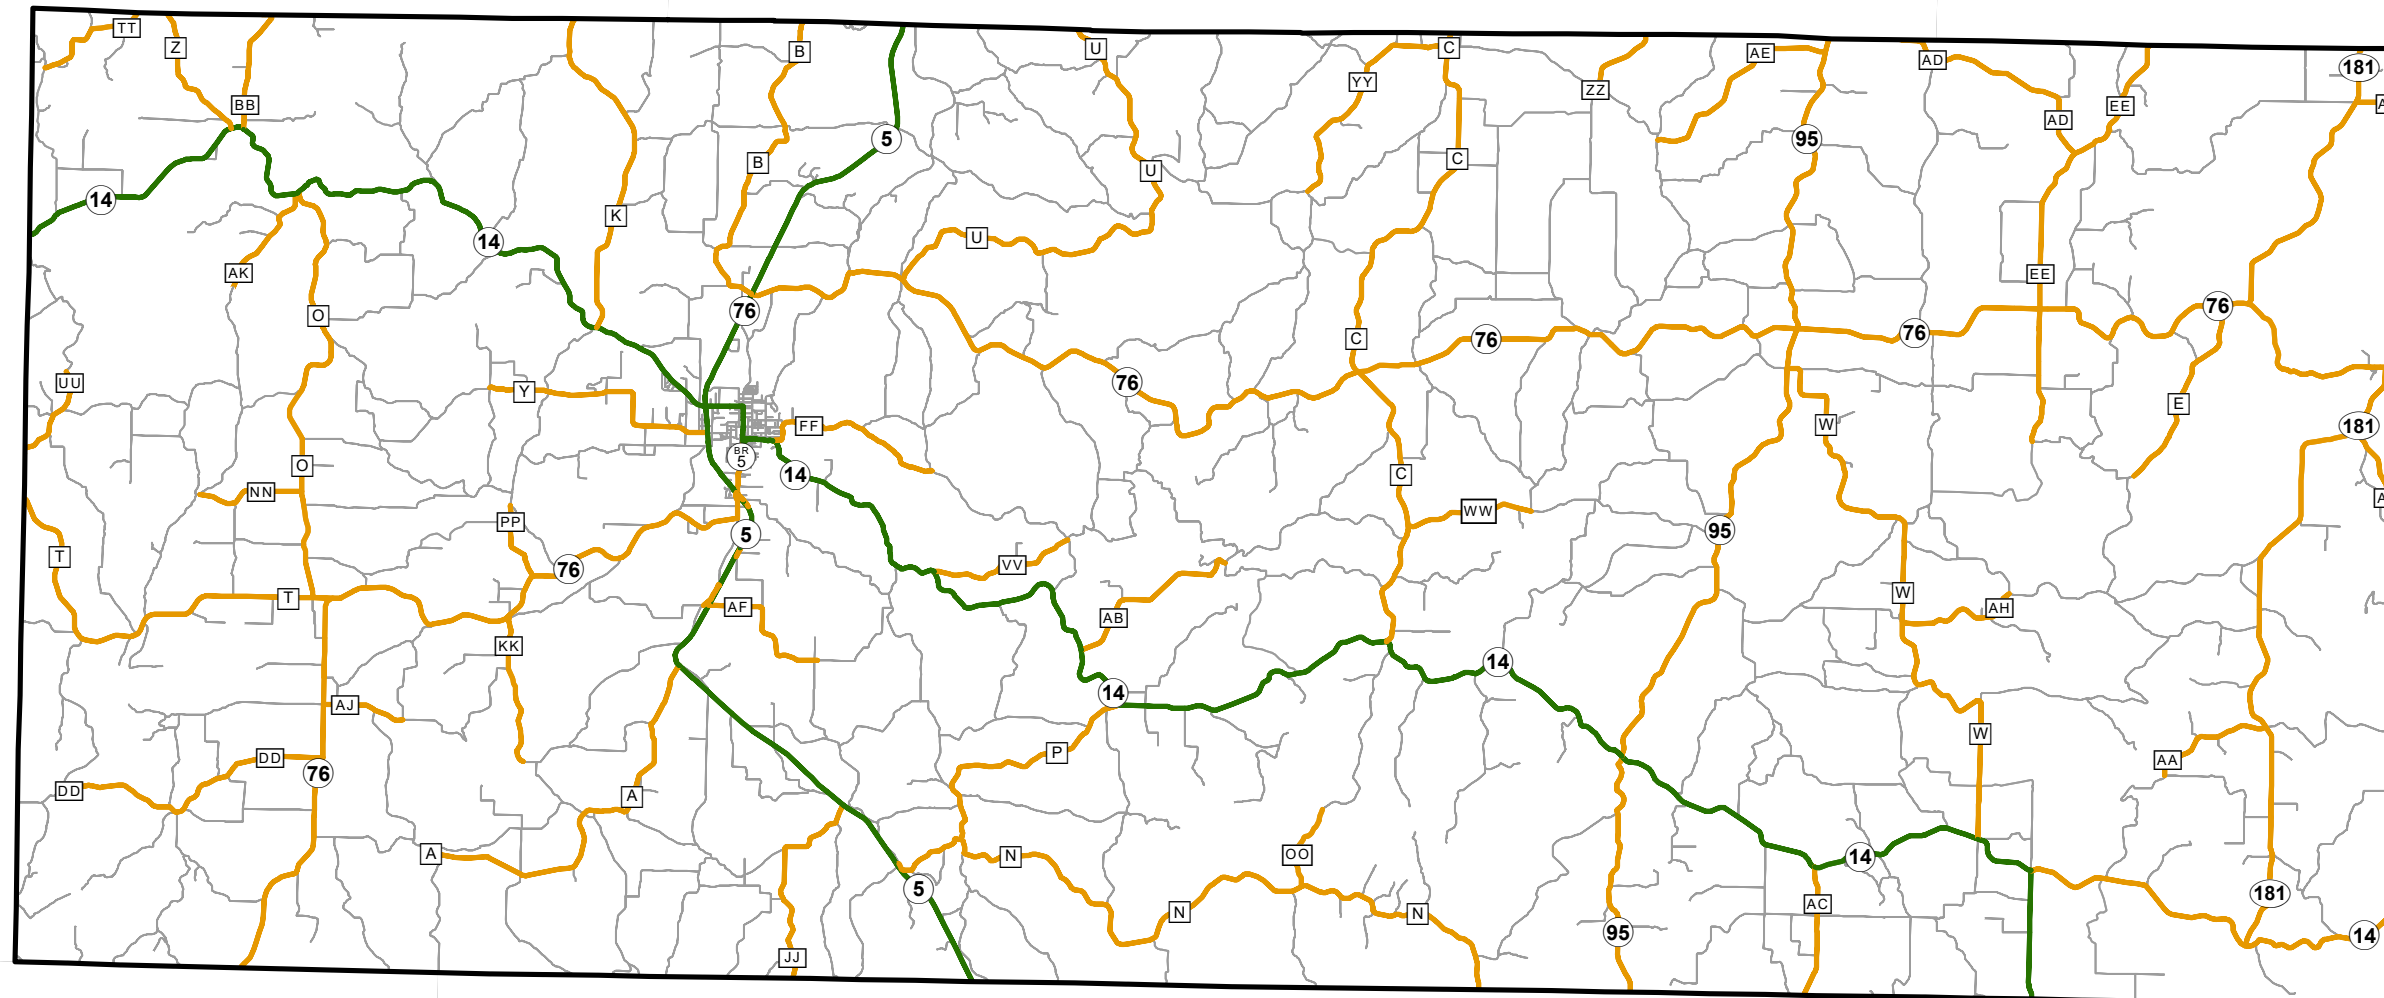 TT
Z
B
U
C
AE
AD
181
YY
ZZ
BB
EE
AD
5
95
B
C
U
14
K
U
14
AK
EE
76
76
O
76
C
76
UU
76
Y
E
W
FF
181
BR
5
O
14
C
NN
WW
PP
5
95
T
VV
76
W
T
AF
AH
AB
KK
14
14
AJ
W
P
DD
AA
76
DD
A
A
OO
N
14
5
181
AC
N
N
95
14
JJ